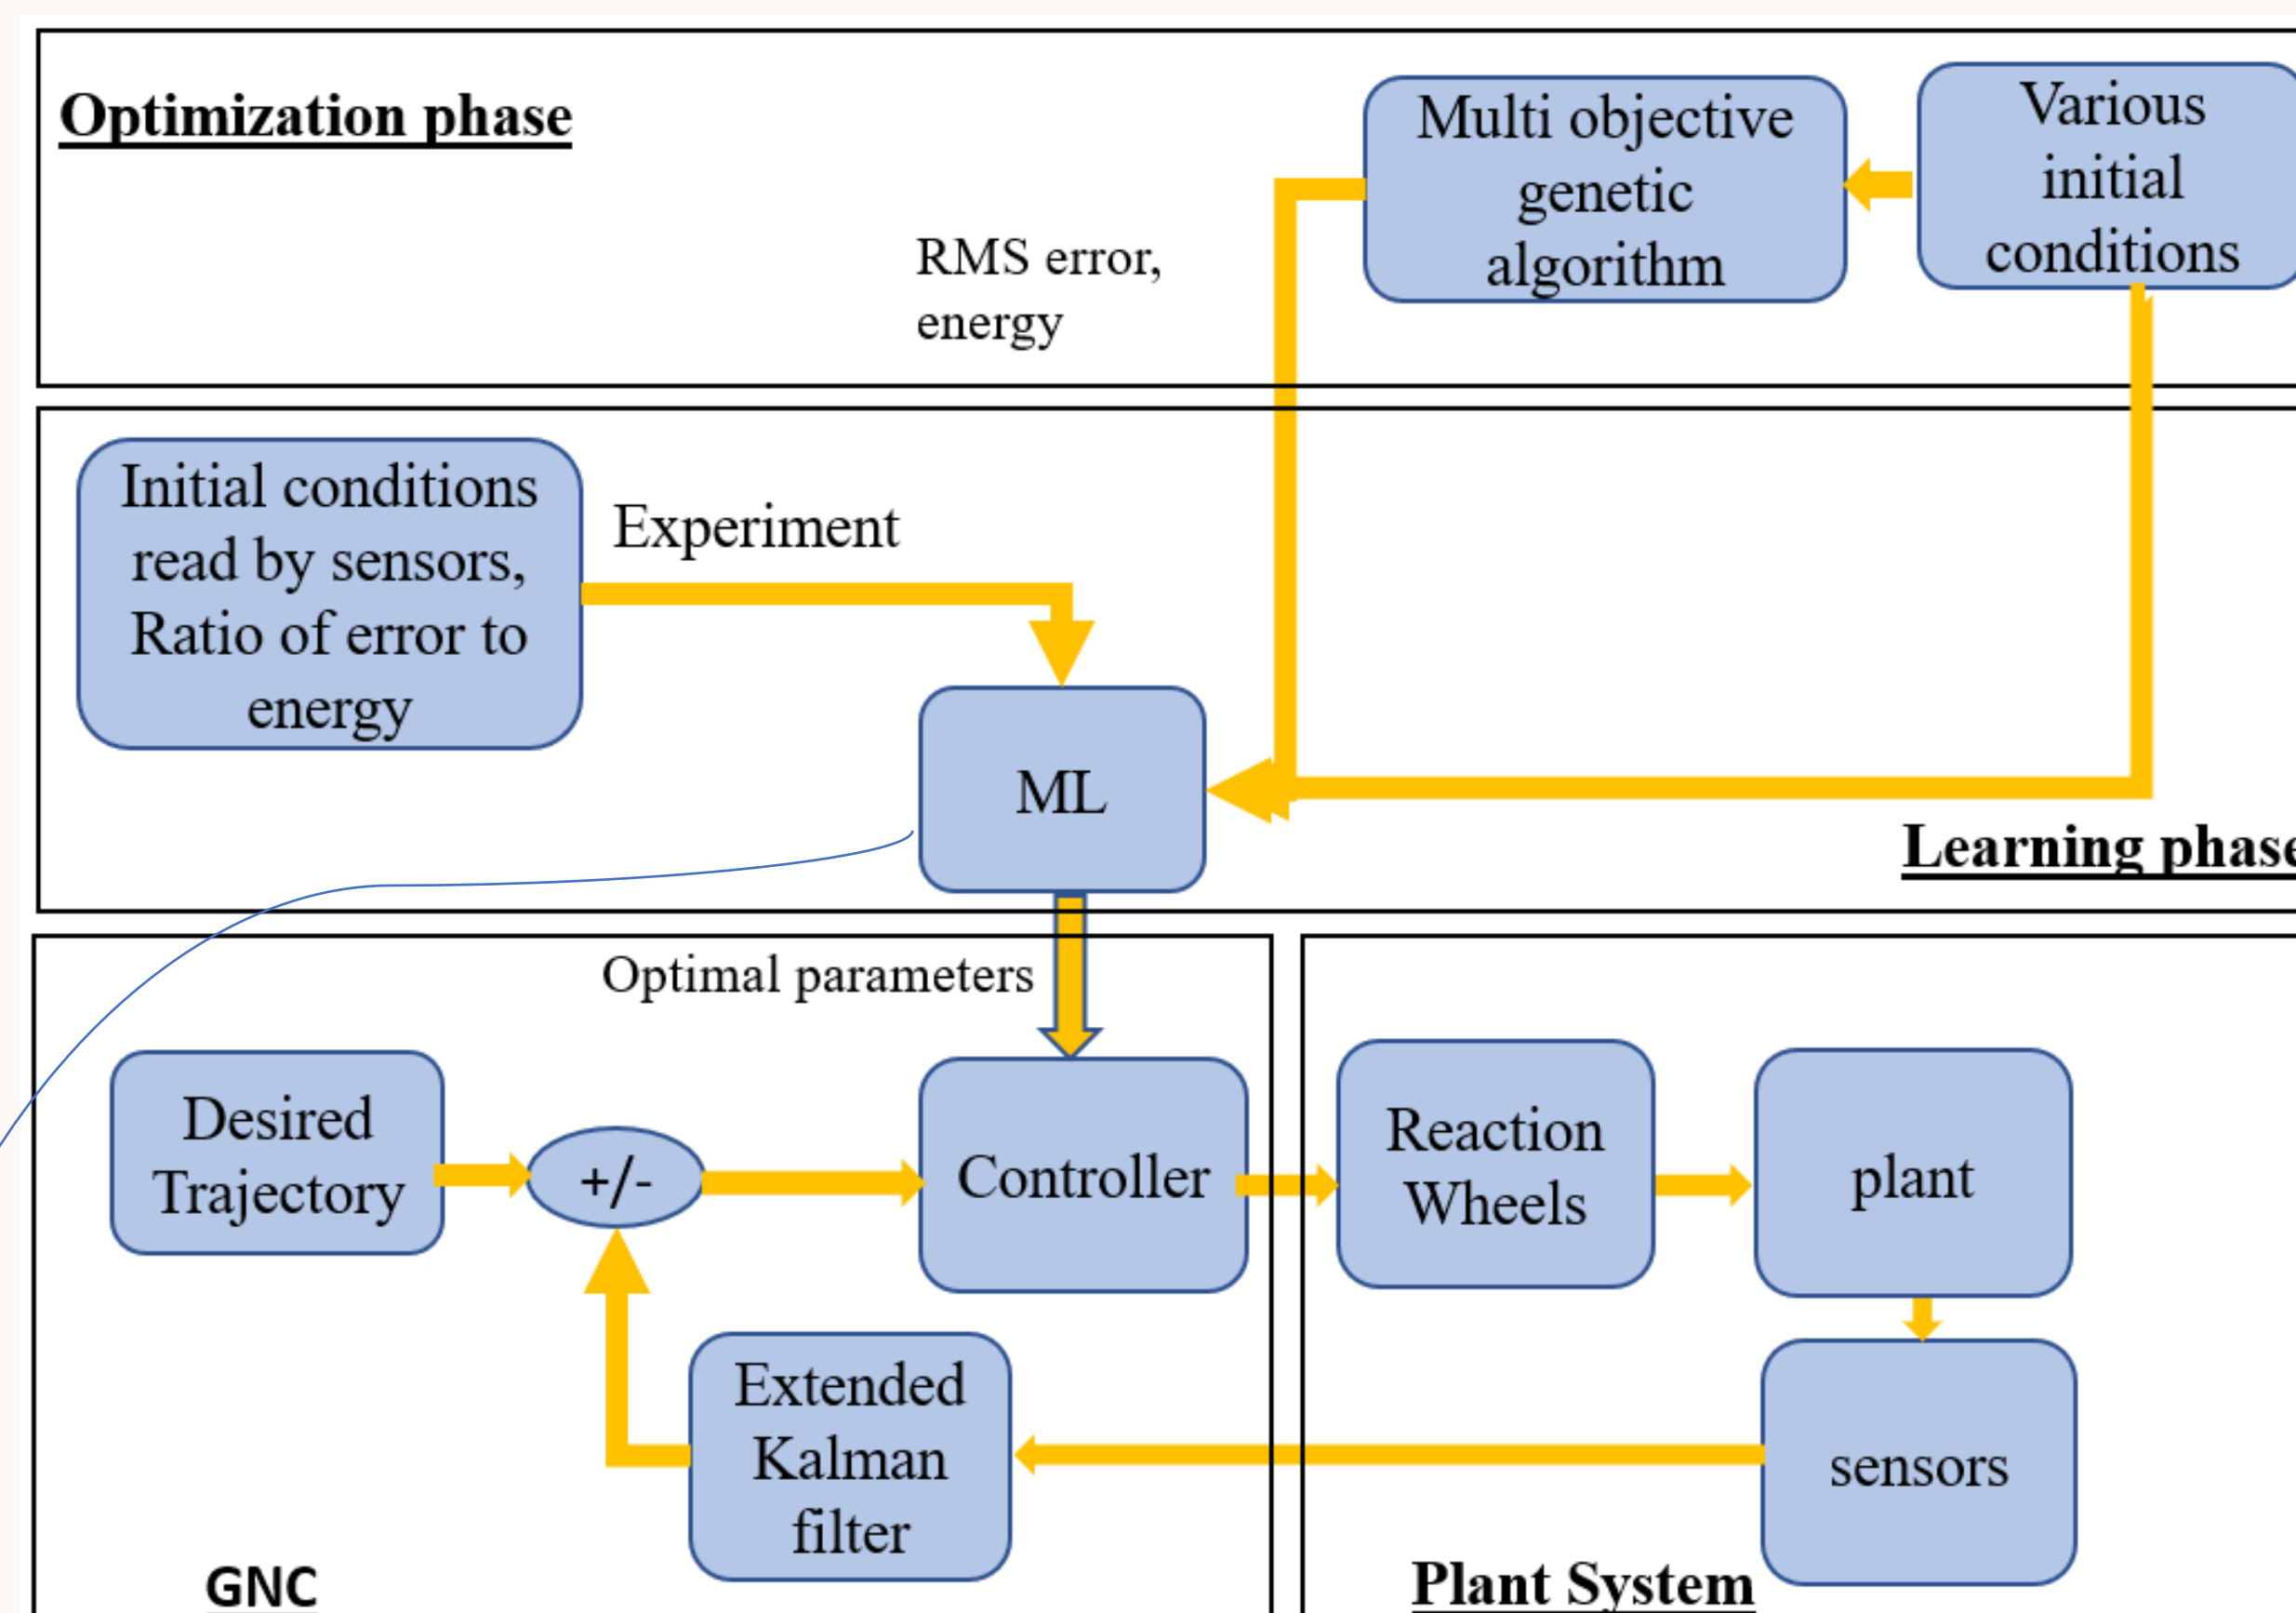 Optimization phase
Multi objective
genetic
algorithm
Various
initial
conditions
RMS error,
energy
Initial conditions
read by sensors,
Ratio of error to
energy
Experiment
ML
Learning phase
Optimal parameters
Desired
Trajectory
+/-
Controller
Reaction
Wheels
plant
Extended
Kalman
filter
sensors
GNC
Plant System